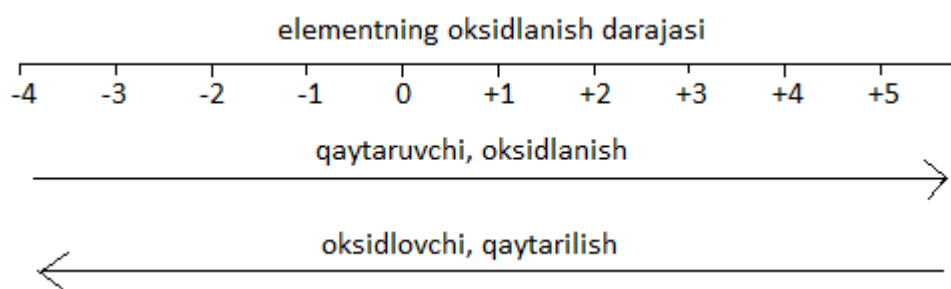 elementning oksidlanish darajasi
-4 -3 -2 -1 0 +1 +2 +3 +4 +5
qaytaruvchi, oksidlanish
oksidlovchi, qaytarilish